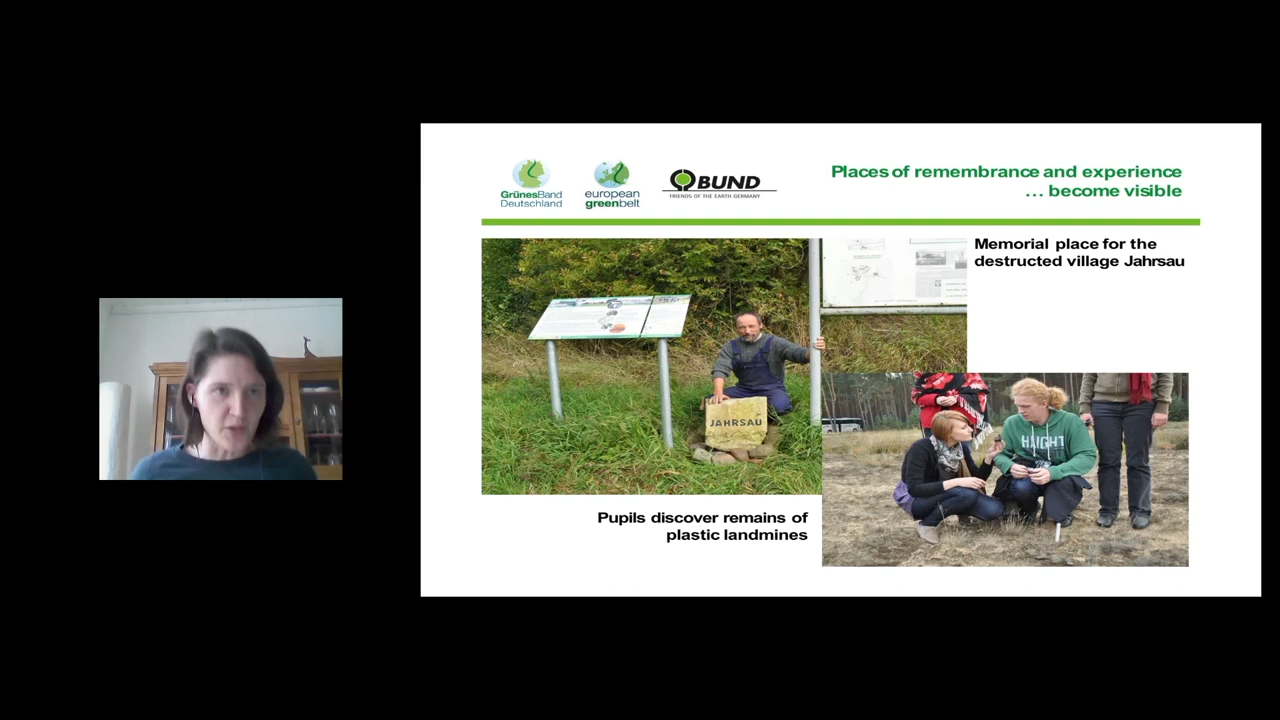 GrünesBand
Deutschland
european
greenbelt
BUND
FRIENDS OF THE EARTH GERMANY
Places of remembrance and experience
... become visible
Memorial place for the
destructed village Jahrsau
JAHRSAU
Pupils discover remains of
plastic landmines